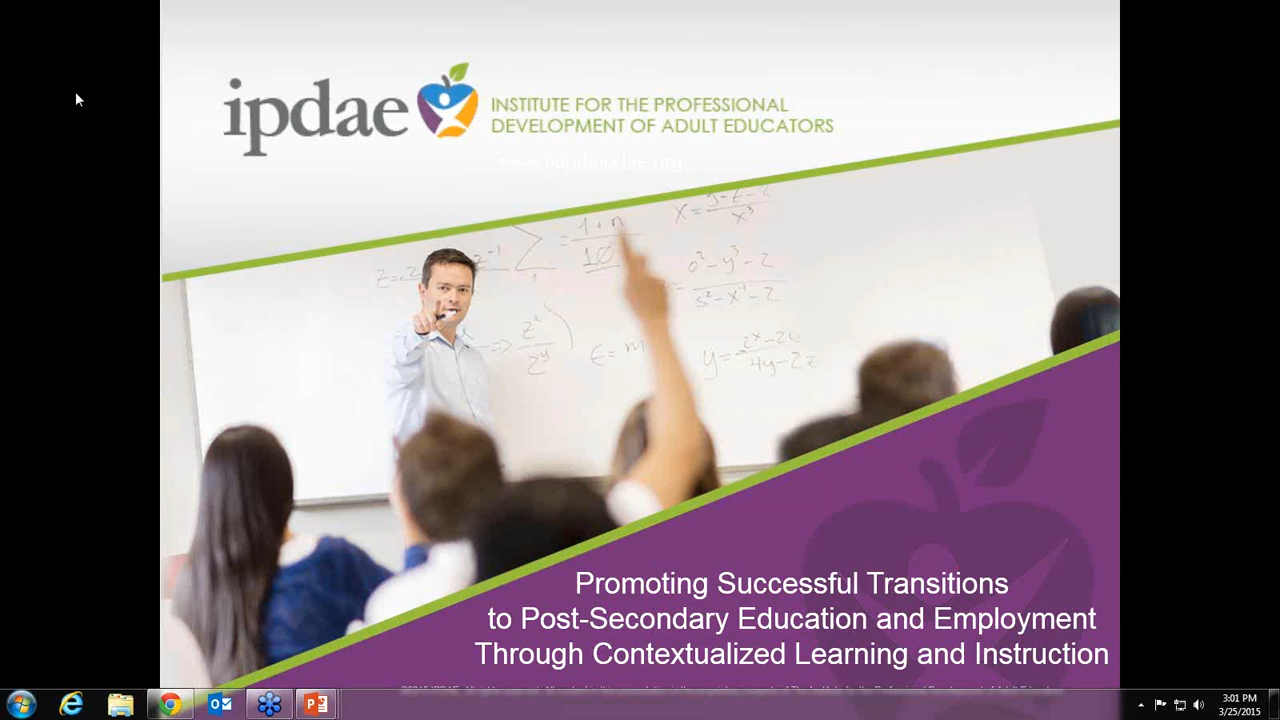 ipdae
INSTITUTE FOR THE PROFESSIONAL
DEVELOPMENT OF ADULT EDUCATORS
Promoting Successful Transitions
to Post-Secondary Education and Employment
Through Contextualized Learning and Instruction
3:01 PM
3/25/2015